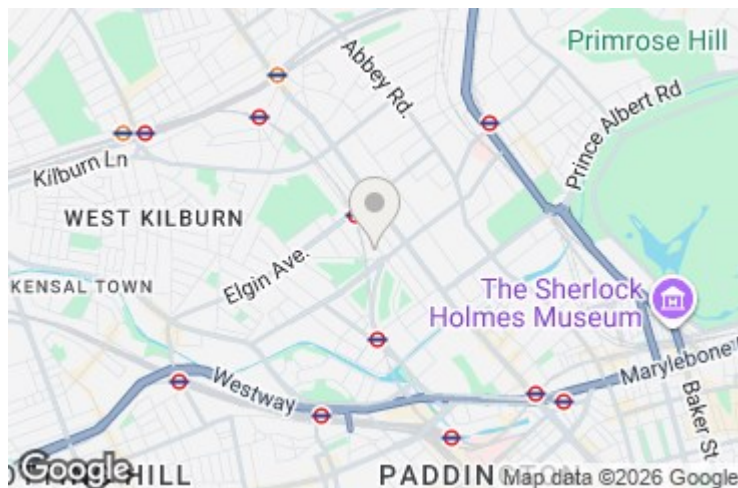 Primrose Hill
Abbey Rd.
Prince Albert Rd
Kilburn Ln
WEST KILBURN
Elgin Ave.
KENSAL TOWN
The Sherlock
Holmes Museum
Westway
Marylebone
Baker St
Google
HILL
PADDIN
Map data ©2026 Google